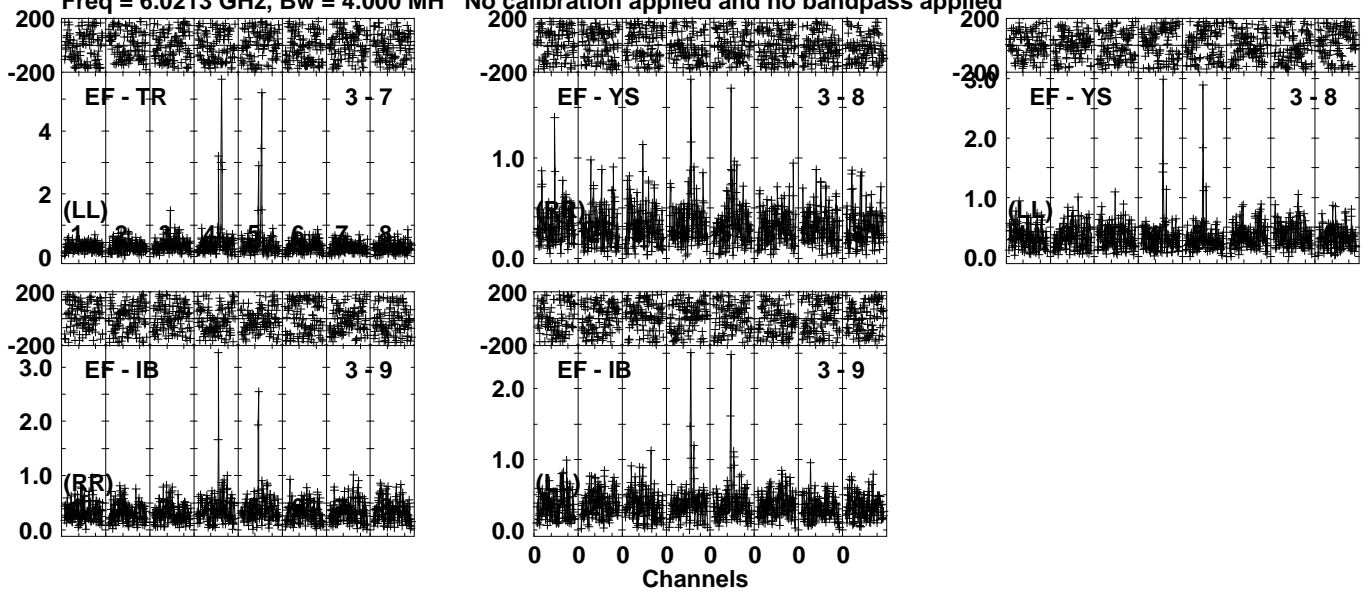 Freq = 6.0213 GHz, Bw = 4.000 MH No calibration applied and no bandpass applied
200
-200
EF - TR 3 - 7
4
2
0
(LL)
1 2 3 4 5 6 7 8
200
-200
EF - YS 3 - 8
1.0
0.0
(RR)
-200
3.0
EF - YS 3 - 8
2.0
1.0
0.0
(LL)
200
-200
EF - IB 3 - 9
3.0
2.0
1.0
0.0
(RR)
200
-200
EF - IB 3 - 9
2.0
1.0
0.0
(LL)
0 0 0 0 0 0 0 0
Channels